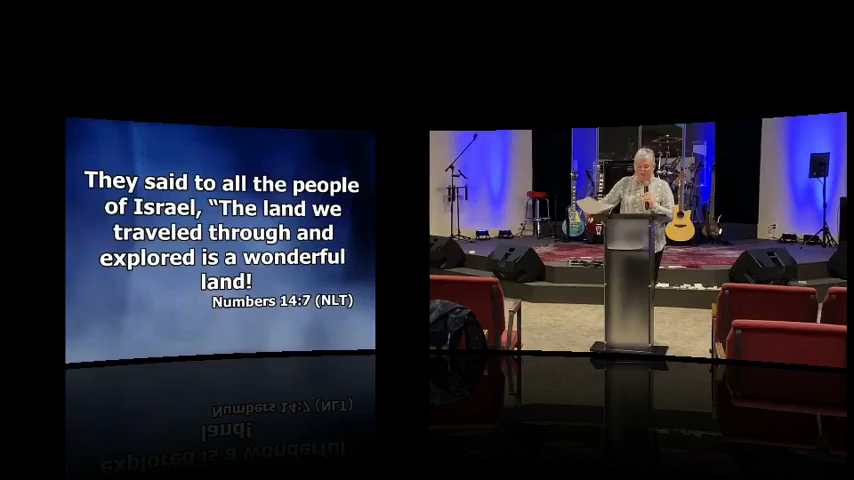 They said to all the people
of Israel, “The land we
traveled through and
explored is a wonderful
land!
Numbers 14:7 (NLT)